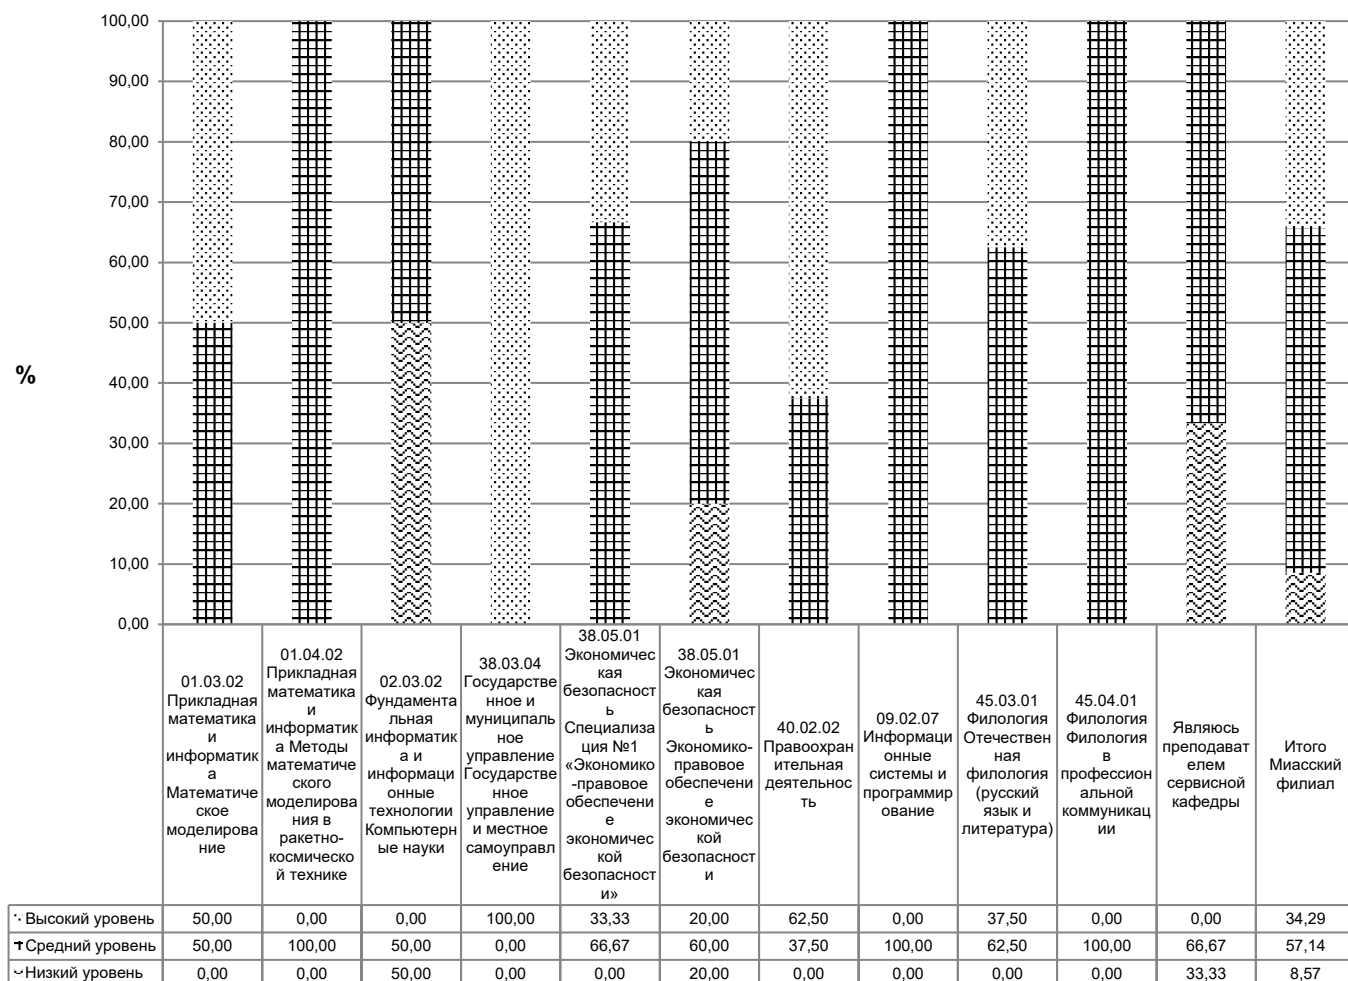 100,00
90,00
80,00
70,00
60,00
50,00
%
40,00
30,00
20,00
10,00
0,00
01.03.02
Прикладная
математика
и
информатик
а
Математиче
ское
моделирова
ние
01.04.02
Прикладная
математика
и
информатик
а Методы
математиче
ского
моделирова
ния в
ракетно-
космическо
й технике
02.03.02
Фундамента
льная
информатик
а и
информаци
онные
технологии
Компьютерн
ые науки
38.03.04
Государстве
нное и
муниципаль
ное
управление
Государстве
нное
управление
и местное
самоуправл
ение
38.05.01
Экономичес
кая
безопасност
ь
Специализа
ция №1
«Экономико
-правовое
обеспечени
е
экономичес
кой
безопасност
и»
38.05.01
Экономичес
кая
безопасност
ь
Экономико-
правовое
обеспечени
е
экономичес
кой
безопасност
и
40.02.02
Правоохран
ительная
деятельнос
ть
09.02.07
Информаци
онные
системы и
программир
ование
45.03.01
Филология
Отечествен
ная
филология
(русский
язык и
литература)
45.04.01
Филология
Филология
в
профессион
альной
коммуникац
ии
Являюсь
преподават
елем
сервисной
кафедры
Итого
Миасский
филиал
Высокий уровень 50,00 0,00 0,00 100,00 33,33 20,00 62,50 0,00 37,50 0,00 0,00 34,29
Средний уровень 50,00 100,00 50,00 0,00 66,67 60,00 37,50 100,00 62,50 100,00 66,67 57,14
Низкий уровень 0,00 0,00 50,00 0,00 0,00 20,00 0,00 0,00 0,00 0,00 33,33 8,57